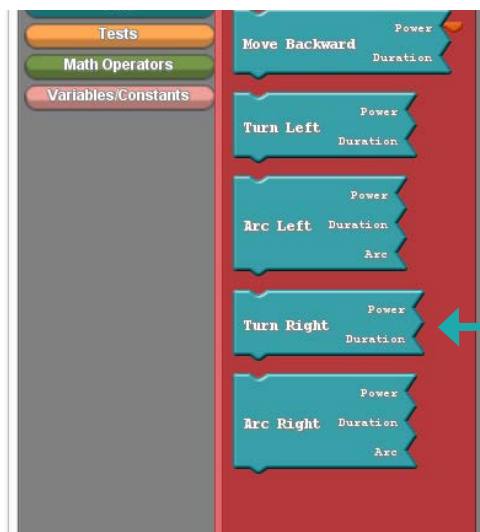 Tests
Math Operators
Variables/Constants
Move Backward
Power
Duration
Turn Left
Power
Duration
Arc Left
Power
Duration
Arc
Turn Right
Power
Duration
Arc Right
Power
Duration
Arc